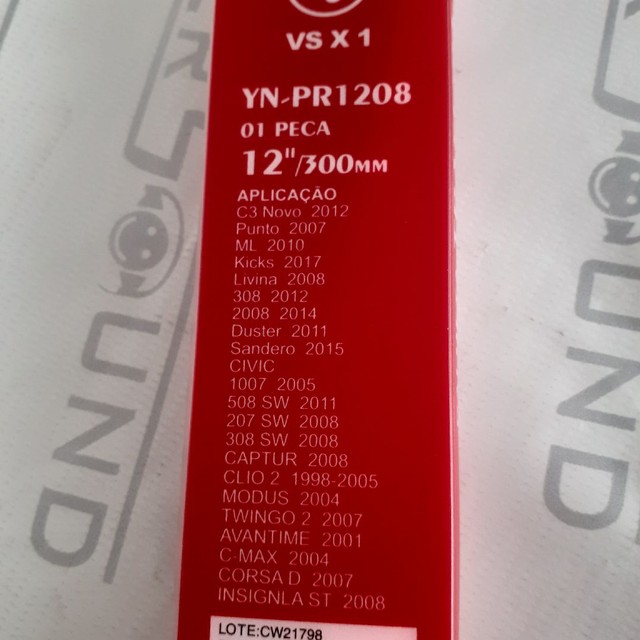 VS X 1
YN-PR1208
01 PECA
12"/300MM
APLICAÇÃO
C3 Novo 2012
Punto 2007
ML 2010
Kicks 2017
Livina 2008
308 2012
2008 2014
Duster 2011
Sandero 2015
CIVIC
1007 2005
508 SW 2011
207 SW 2008
308 SW 2008
CAPTUR 2008
CLIO 2 1998-2005
MODUS 2004
TWINGO 2 2007
AVANTIME 2001
C-MAX 2004
CORSA D 2007
INSIGNLA ST 2008
LOTE:CW21798